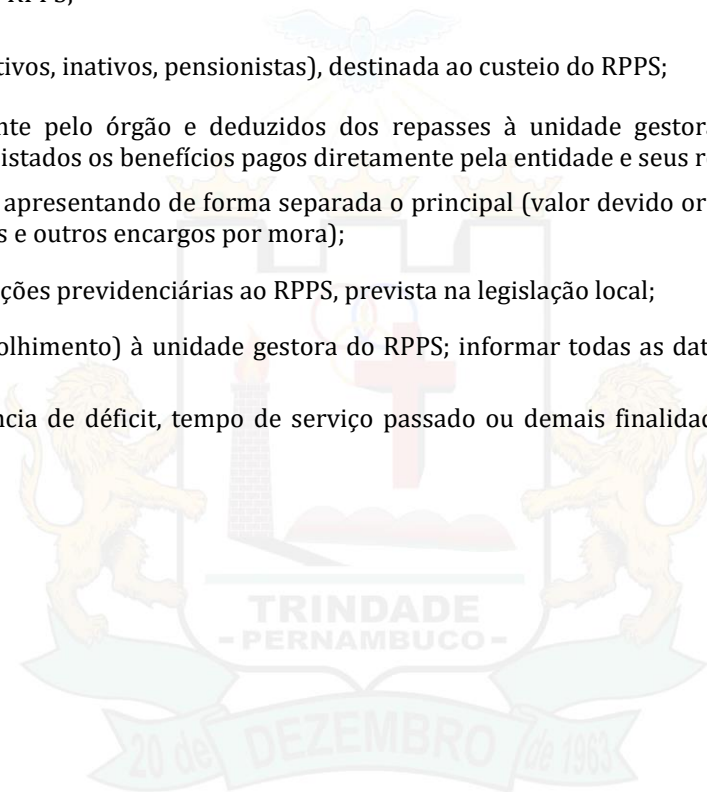 RPPS;
tivos, inativos, pensionistas), destinada ao custeio do RPPS;
nte pelo órgão e deduzidos dos repasses à unidade gestora
istados os benefícios pagos diretamente pela entidade e seus r
apresentando de forma separada o principal (valor devido or
s e outros encargos por mora);
ções previdenciárias ao RPPS, prevista na legislação local;
olhimento) à unidade gestora do RPPS; informar todas as dat
ncia de déficit, tempo de serviço passado ou demais finalidad
TRINDADE
- PERNAMBUCO -
20 de DEZEMBRO de 1963